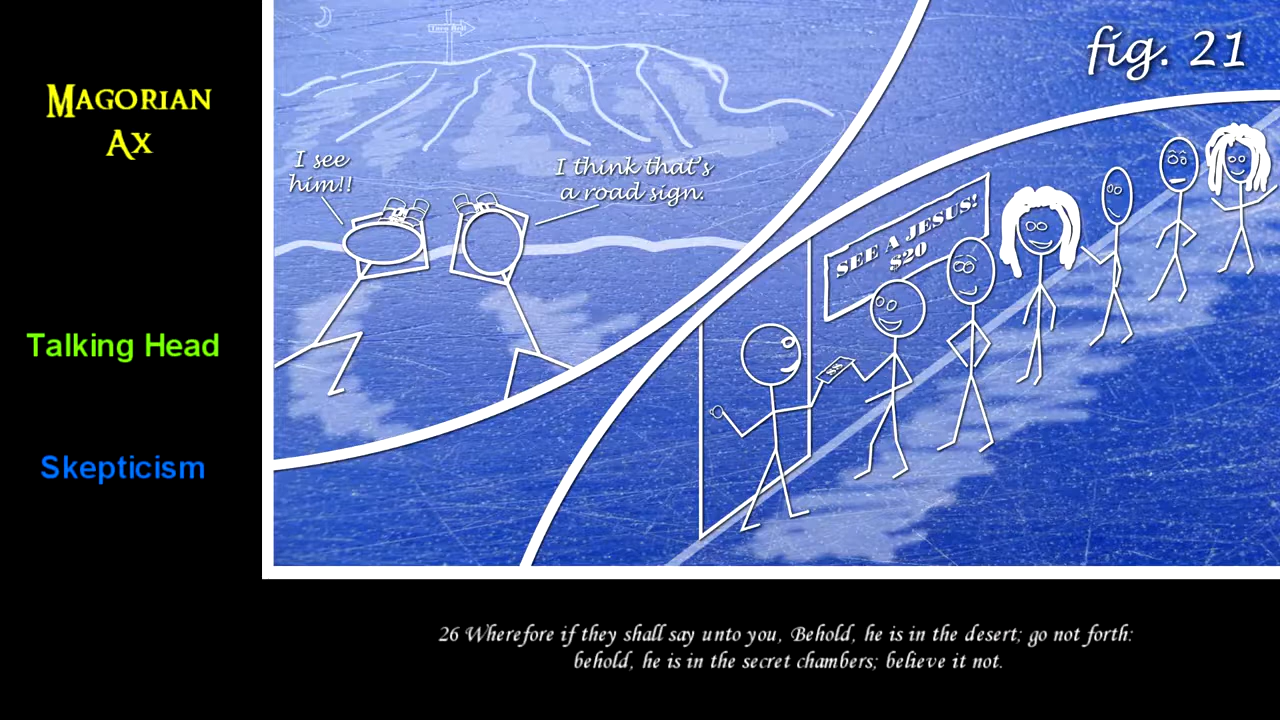 MAGORIAN
AX
Talking Head
Skepticism
fig. 21
I see
him!!
I think that's
a road sign.
SEE A JESUS!
$20
$$
26 Wherefore if they shall say unto you, Behold, he is in the desert; go not forth:
behold, he is in the secret chambers; believe it not.